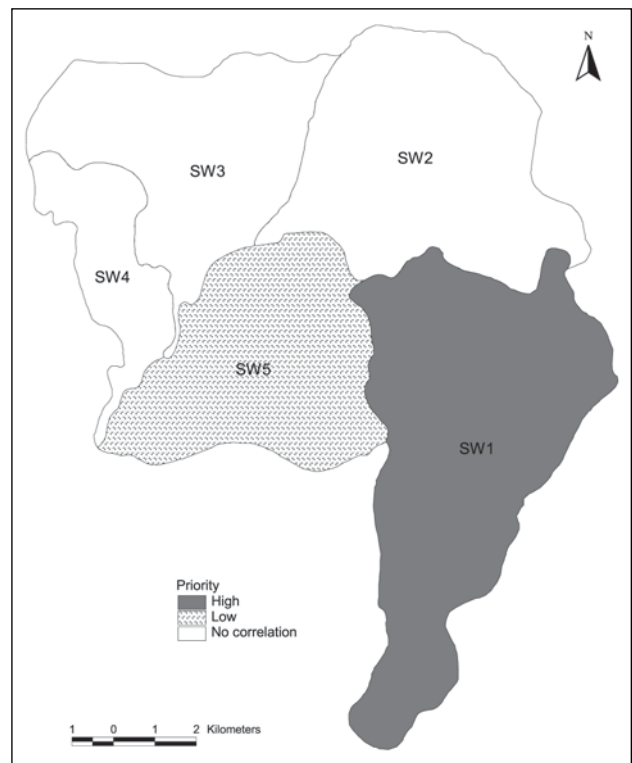 N
SW2
SW3
SW4
SW5
SW1
Priority
High
Low
No correlation
1 0 1 2 Kilometers